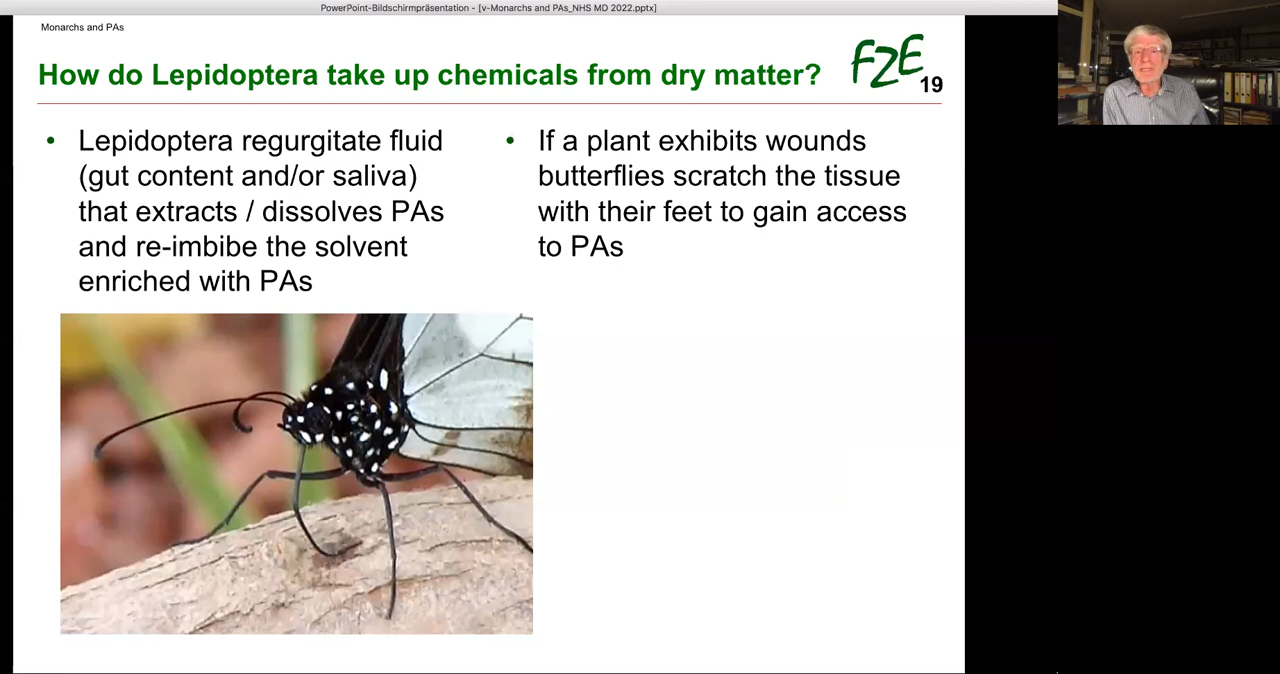 PowerPoint-Bildschirmpräsentation - [v-Monarchs and PAs_NHS MD 2022.pptx]
Monarchs and PAs
How do Lepidoptera take up chemicals from dry matter?
FZE
19
• Lepidoptera regurgitate fluid
(gut content and/or saliva)
that extracts / dissolves PAs
and re-imbibe the solvent
enriched with PAs
• If a plant exhibits wounds
butterflies scratch the tissue
with their feet to gain access
to PAs